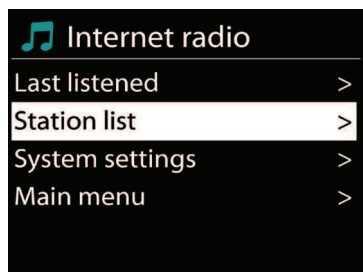 Internet radio
Last listened >
Station list >
System settings >
Main menu >